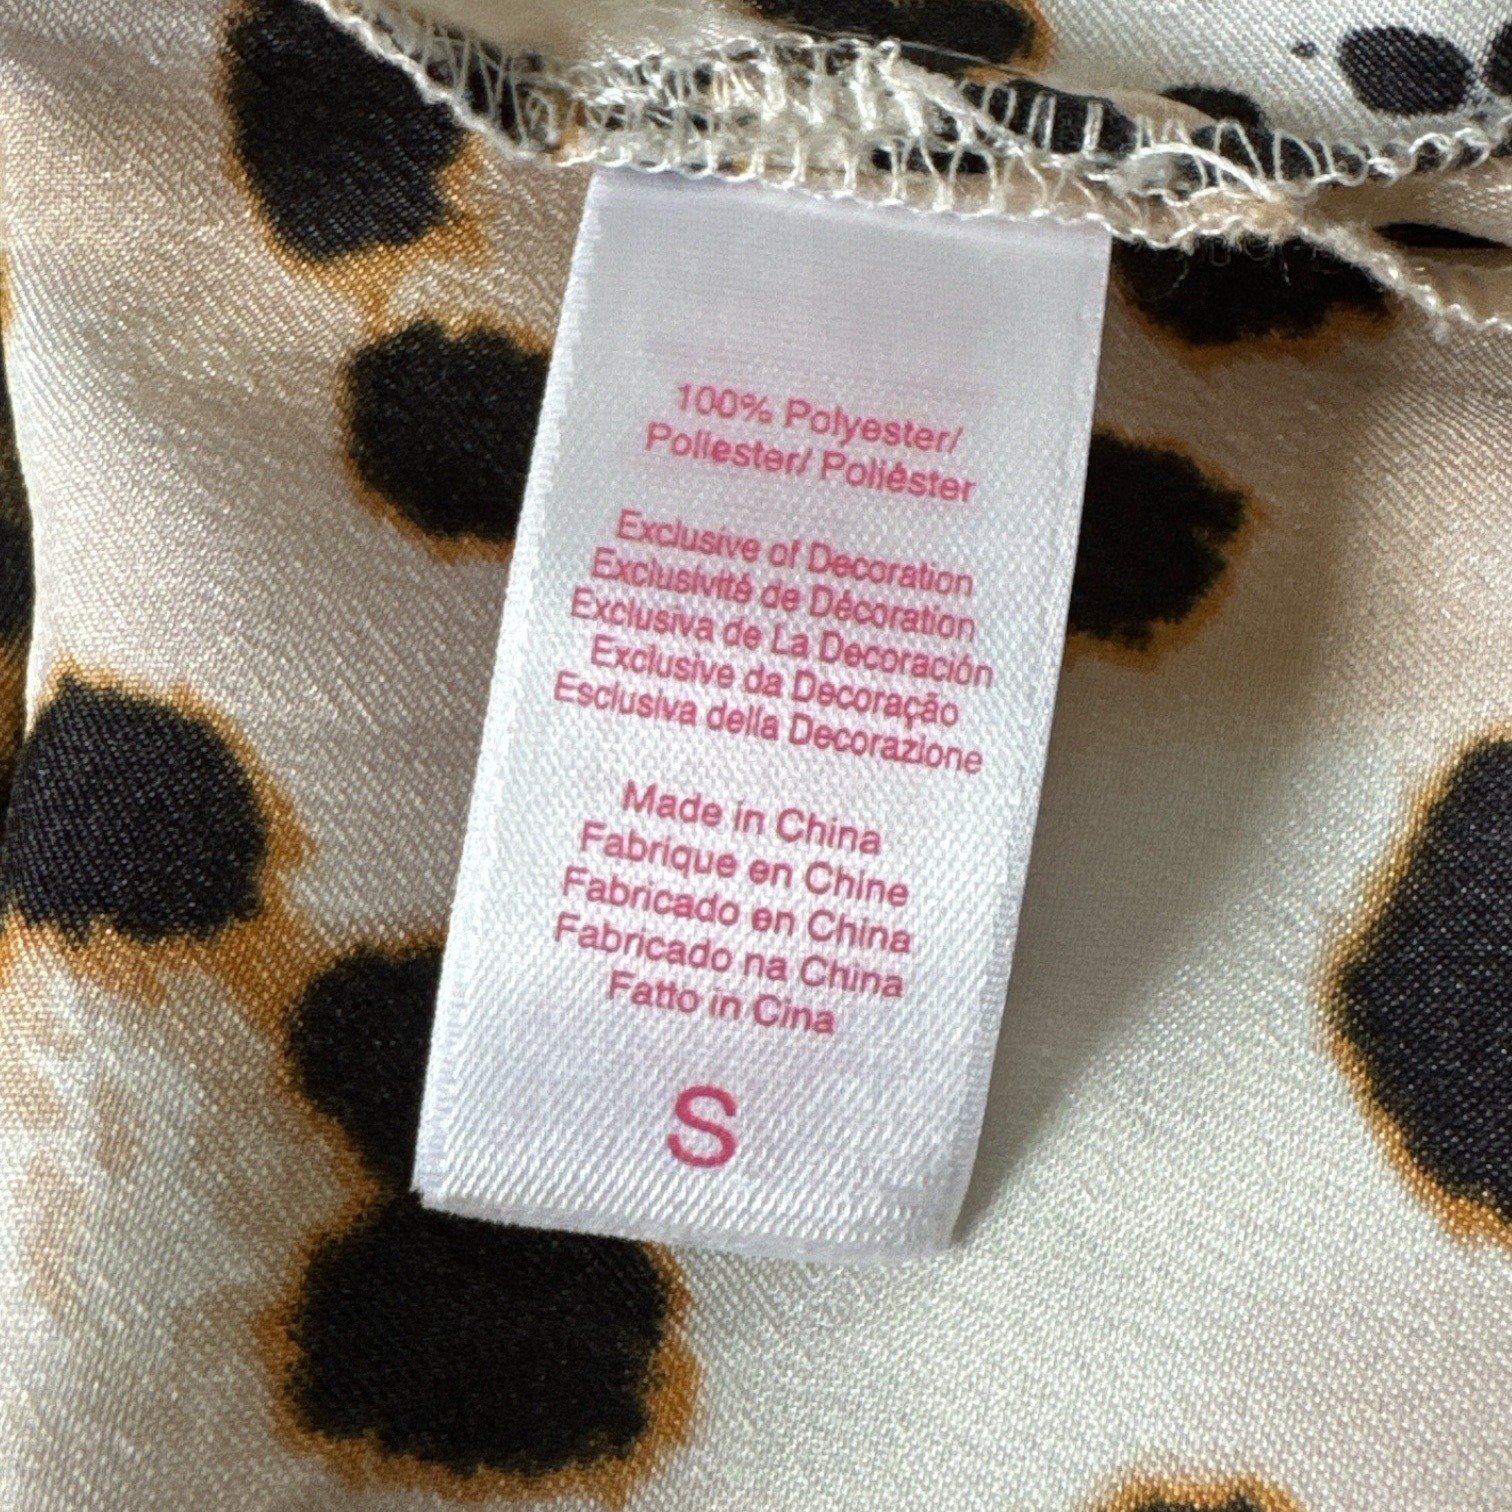 100% Polyester/
Poliester/ Poliéster
Exclusive of Decoration
Exclusivité de Décoration
Exclusiva de La Decoración
Exclusive da Decoração
Esclusiva della Decorazione
Made in China
Fabrique en Chine
Fabricado en China
Fabricado na China
Fatto in Cina
S